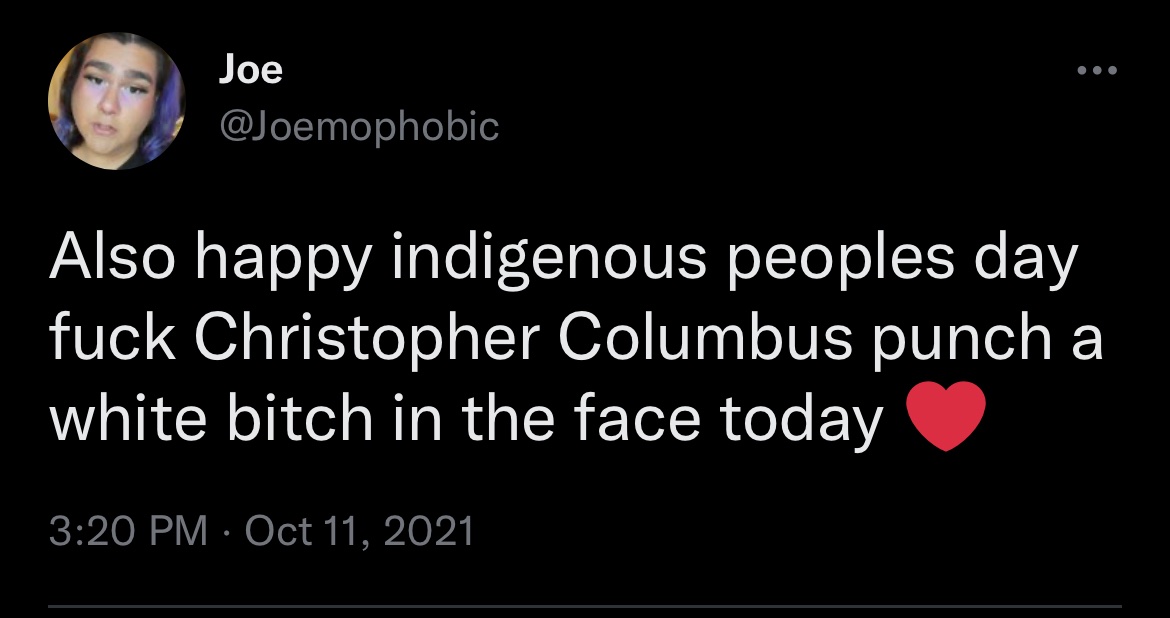 Joe
@Joemophobic
Also happy indigenous peoples day
fuck Christopher Columbus punch a
white bitch in the face today ❤️
3:20 PM · Oct 11, 2021